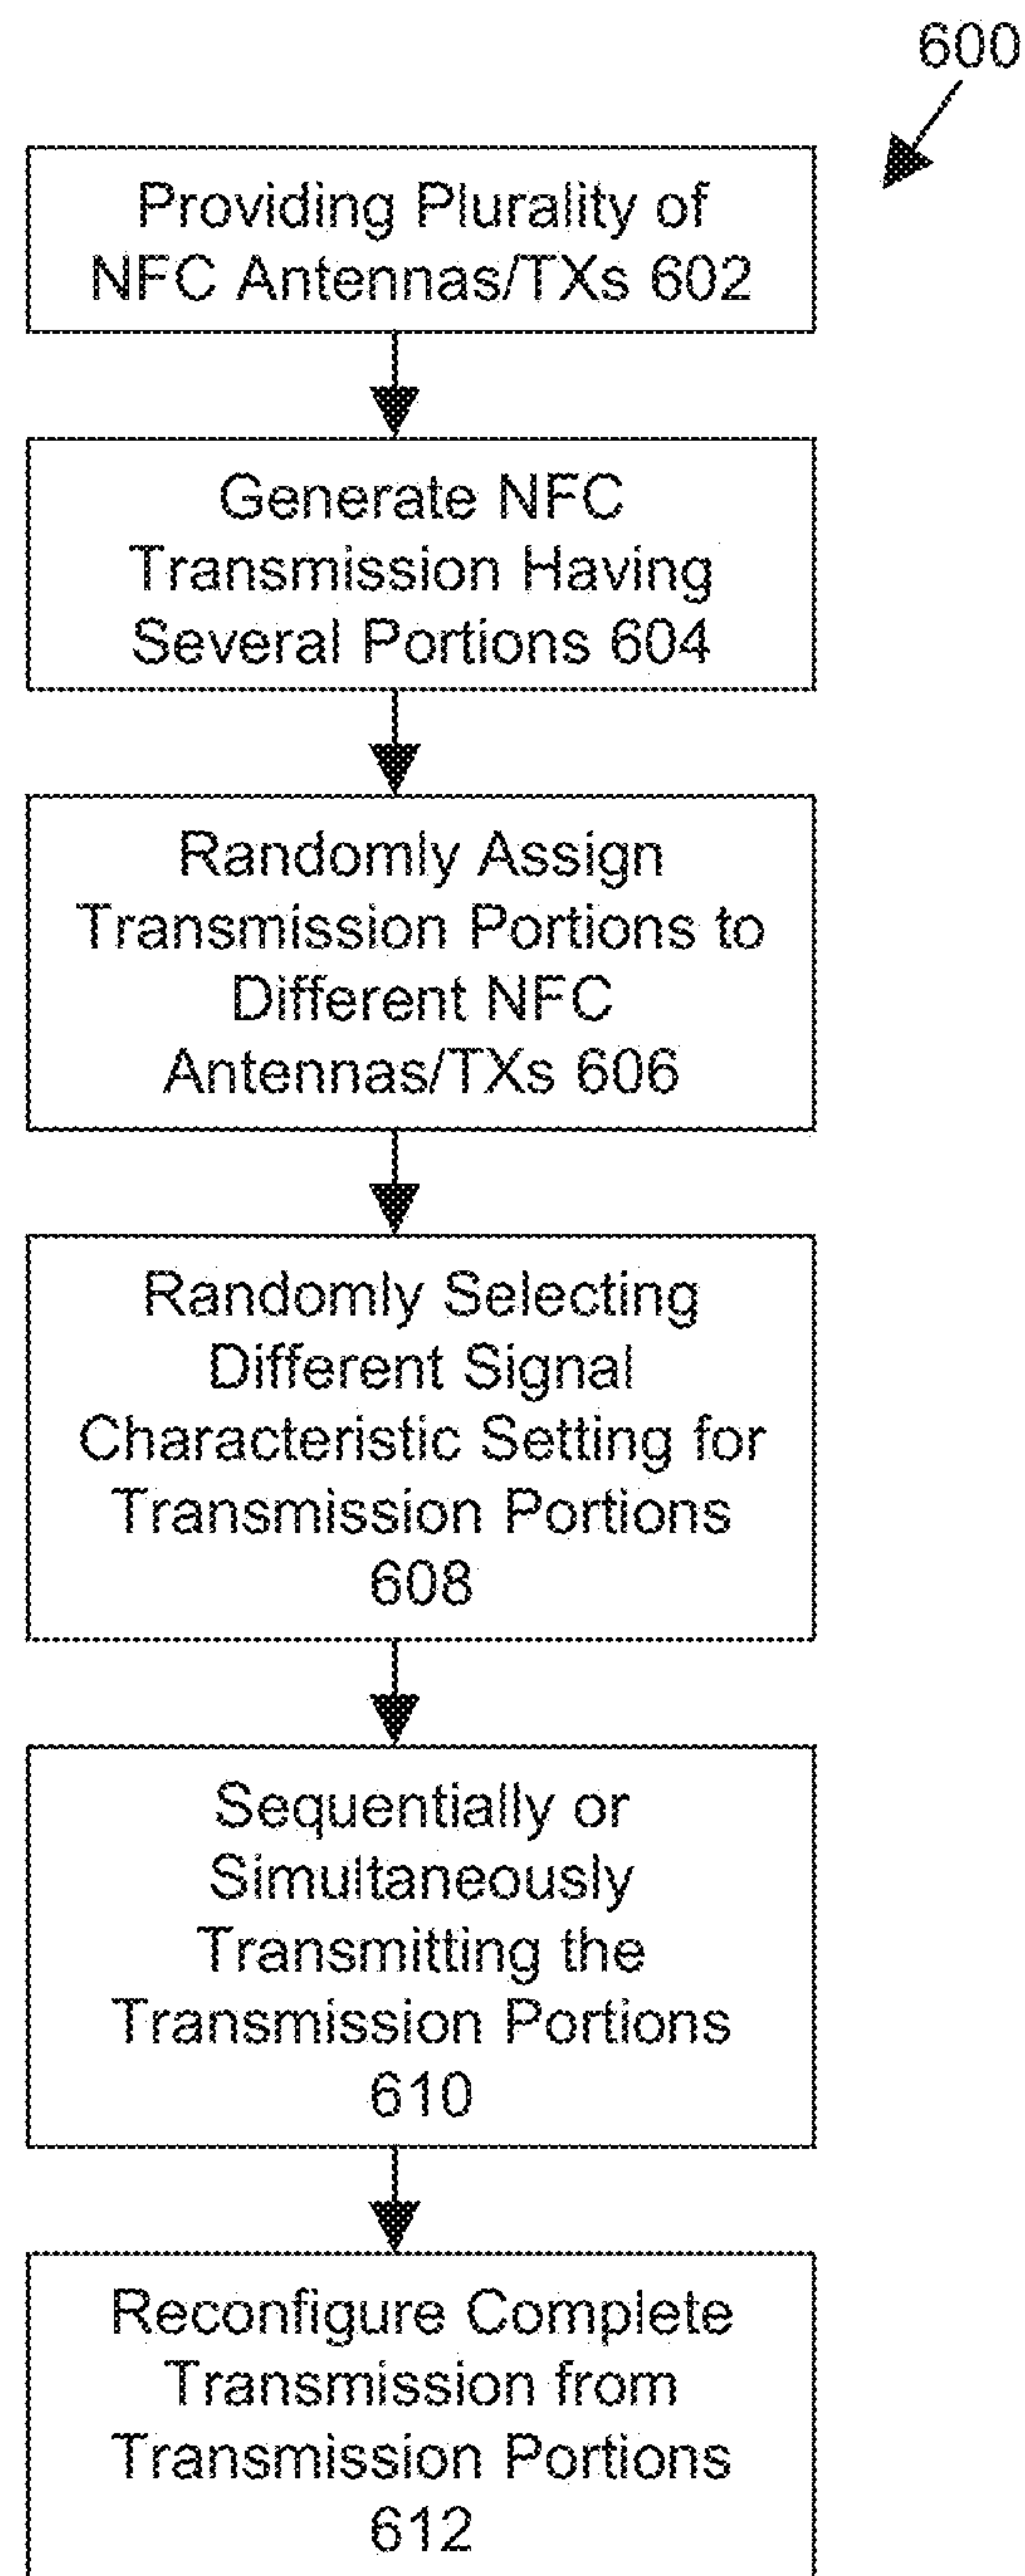 600
Providing Plurality of
NFC Antennas/TXs 602
Generate NFC
Transmission Having
Several Portions 604
Randomly Assign
Transmission Portions to
Different NFC
Antennas/TXs 606
Randomly Selecting
Different Signal
Characteristic Setting for
Transmission Portions
608
Sequentially or
Simultaneously
Transmitting the
Transmission Portions
610
Reconfigure Complete
Transmission from
Transmission Portions
612